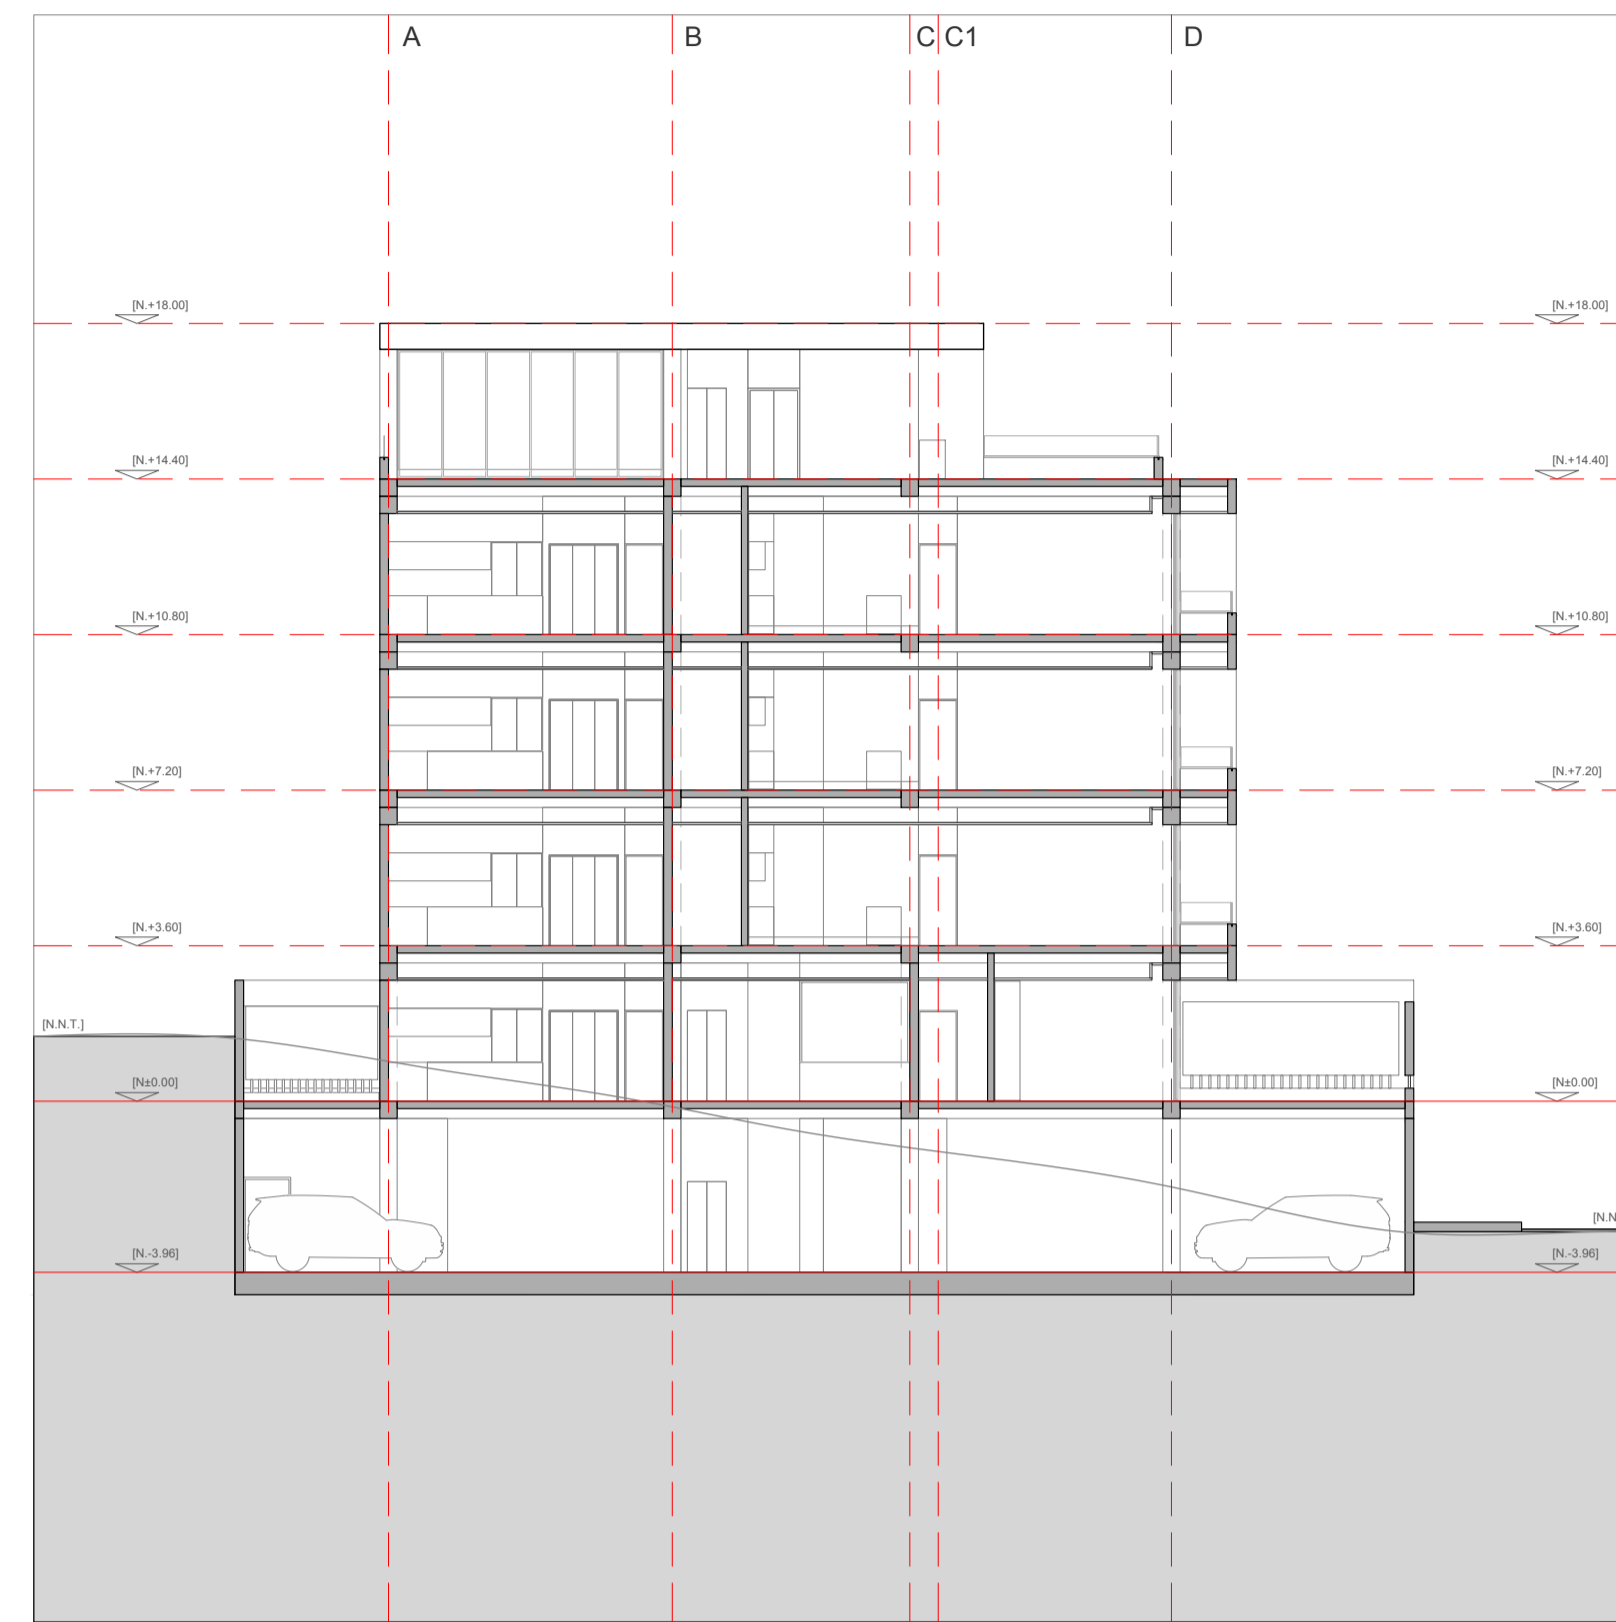 A B C C1 D
[N.+18.00] [N.+18.00]
[N.+14.40] [N.+14.40]
[N.+10.80] [N.+10.80]
[N.+7.20] [N.+7.20]
[N.+3.60] [N.+3.60]
[N.N.T.]
[N±0.00] [N±0.00]
[N.N
[N.-3.96] [N.-3.96]